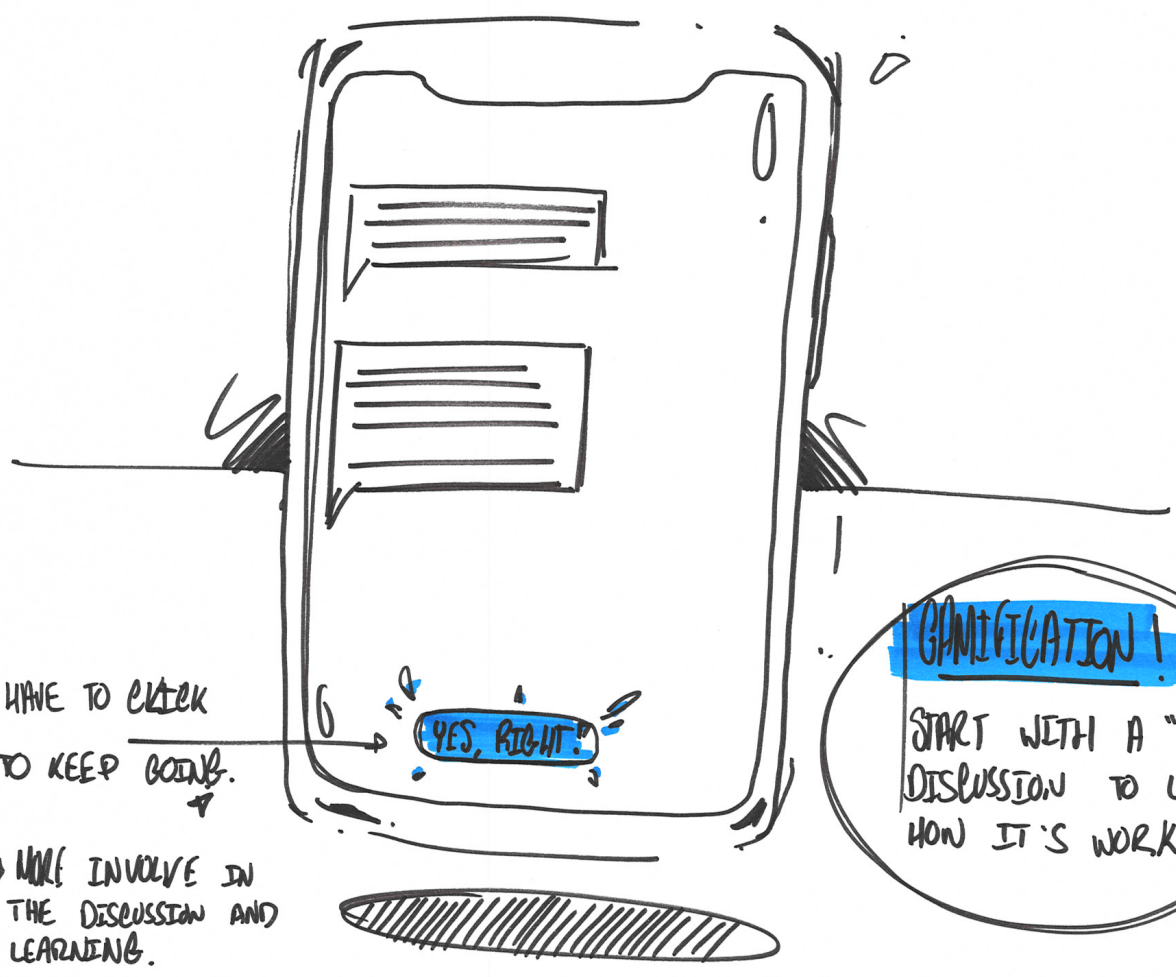 HAVE TO CLICK
TO KEEP GOING.
MORE INVOLVE IN
THE DISCUSSION AND
LEARNING.
YES, RIGHT!"
GAMIFICATION!
START WITH A "
DISCUSSION TO
HOW IT'S WORK